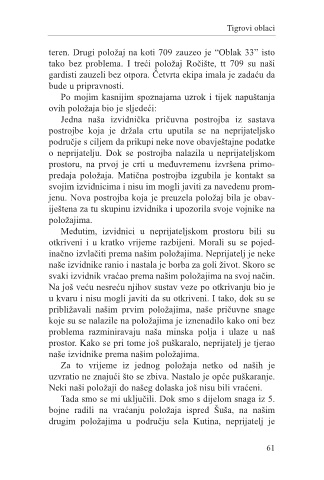 Tigrovi oblaci
teren. Drugi položaj na koti 709 zauzeo je “Oblak 33” isto
tako bez problema. I treći položaj Ročište, tt 709 su naši
gardisti zauzeli bez otpora. Četvrta ekipa imala je zadaću da
bude u pripravnosti.
Po mojim kasnijim spoznajama uzrok i tijek napuštanja
ovih položaja bio je sljedeći:
Jedna naša izvidnička pričuvna postrojba iz sastava
postrojbe koja je držala crtu uputila se na neprijateljsko
područje s ciljem da prikupi neke nove obavještajne podatke
o neprijatelju. Dok se postrojba nalazila u neprijateljskom
prostoru, na prvoj je crti u međuvremenu izvršena primo-
predaja položaja. Matična postrojba izgubila je kontakt sa
svojim izvidnicima i nisu im mogli javiti za navedenu prom-
jenu. Nova postrojba koja je preuzela položaj bila je obav-
iještena za tu skupinu izvidnika i upozorila svoje vojnike na
položajima.
Međutim, izvidnici u neprijateljskom prostoru bili su
otkriveni i u kratko vrijeme razbijeni. Morali su se pojed-
inačno izvlačiti prema našim položajima. Neprijatelj je neke
naše izvidnike ranio i nastala je borba za goli život. Skoro se
svaki izvidnik vraćao prema našim položajima na svoj način.
Na još veću nesreću njihov sustav veze po otkrivanju bio je
u kvaru i nisu mogli javiti da su otkriveni. I tako, dok su se
približavali našim prvim položajima, naše pričuvne snage
koje su se nalazile na položajima je iznenadilo kako oni bez
problema razminiravaju naša minska polja i ulaze u naš
prostor. Kako se pri tome još puškaralo, neprijatelj je tjerao
naše izvidnike prema našim položajima.
Za to vrijeme iz jednog položaja netko od naših je
uzvratio ne znajući što se zbiva. Nastalo je opće puškaranje.
Neki naši položaji do našeg dolaska još nisu bili vraćeni.
Tada smo se mi uključili. Dok smo s dijelom snaga iz 5.
bojne radili na vraćanju položaja ispred Šuša, na našim
drugim položajima u području sela Kutina, neprijatelj je
61